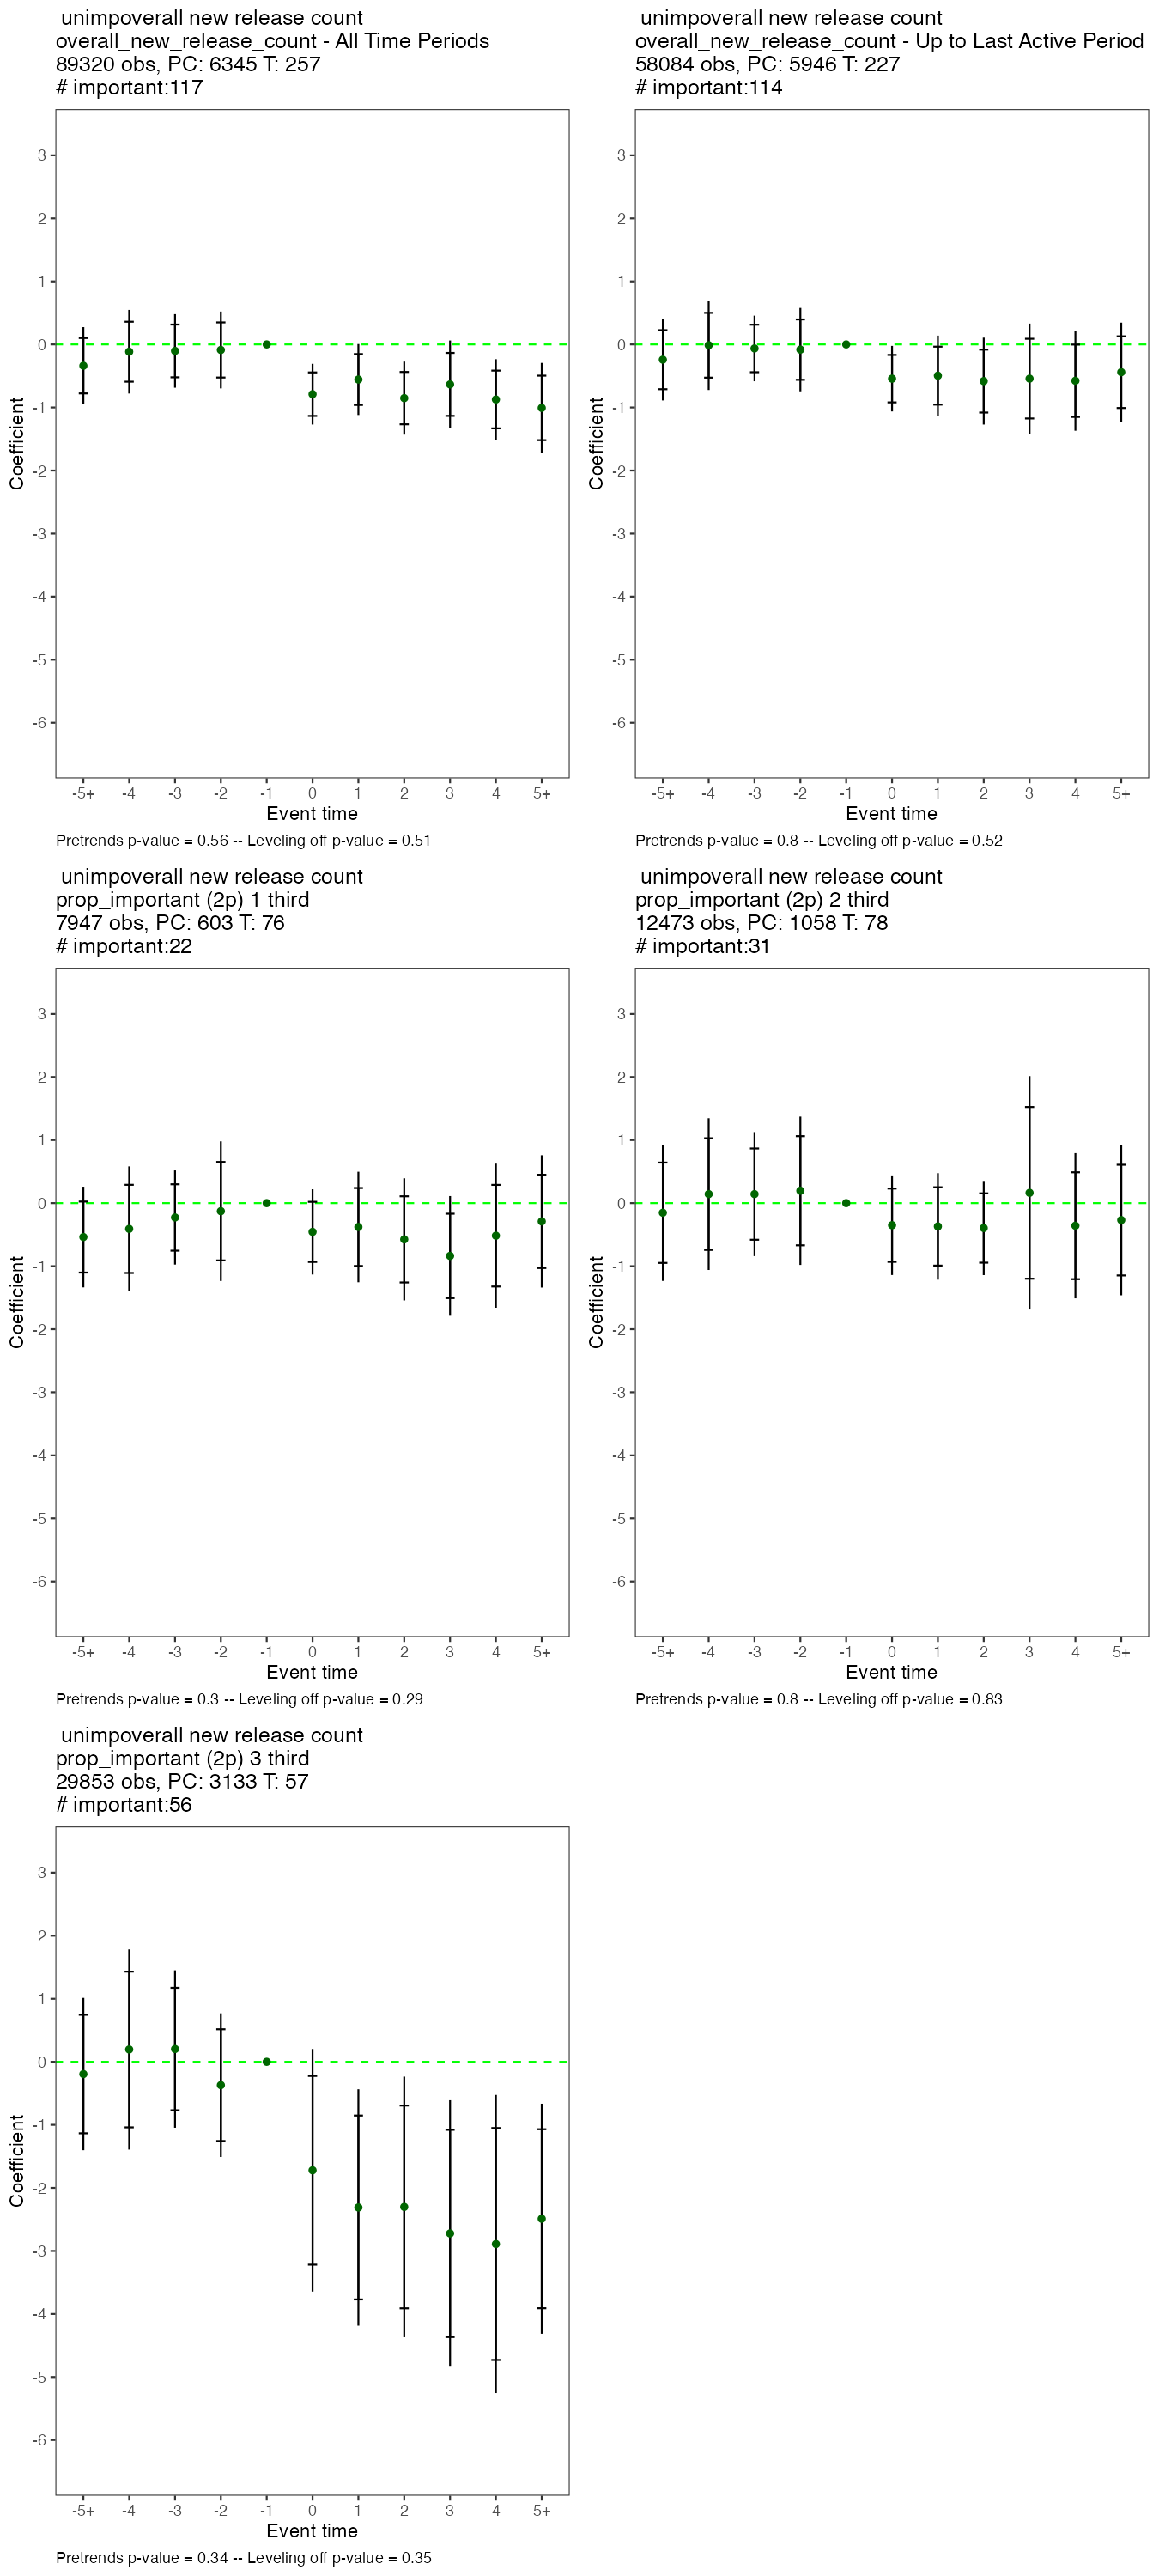 unimpoverall new release count
overall_new_release_count - All Time Periods
89320 obs, PC: 6345 T: 257
# important:117
3
2
1
0
-1
-2
-3
-4
-5
-6
Coefficient
-5+ -4 -3 -2 -1 0 1 2 3 4 5+
Event time
Pretrends p-value = 0.56 -- Leveling off p-value = 0.51
unimpoverall new release count
overall_new_release_count - Up to Last Active Period
58084 obs, PC: 5946 T: 227
# important:114
3
2
1
0
-1
-2
-3
-4
-5
-6
Coefficient
-5+ -4 -3 -2 -1 0 1 2 3 4 5+
Event time
Pretrends p-value = 0.8 -- Leveling off p-value = 0.52
unimpoverall new release count
prop_important (2p) 1 third
7947 obs, PC: 603 T: 76
# important:22
3
2
1
0
-1
-2
-3
-4
-5
-6
Coefficient
-5+ -4 -3 -2 -1 0 1 2 3 4 5+
Event time
Pretrends p-value = 0.3 -- Leveling off p-value = 0.29
unimpoverall new release count
prop_important (2p) 2 third
12473 obs, PC: 1058 T: 78
# important:31
3
2
1
0
-1
-2
-3
-4
-5
-6
Coefficient
-5+ -4 -3 -2 -1 0 1 2 3 4 5+
Event time
Pretrends p-value = 0.8 -- Leveling off p-value = 0.83
unimpoverall new release count
prop_important (2p) 3 third
29853 obs, PC: 3133 T: 57
# important:56
3
2
1
0
-1
-2
-3
-4
-5
-6
Coefficient
-5+ -4 -3 -2 -1 0 1 2 3 4 5+
Event time
Pretrends p-value = 0.34 -- Leveling off p-value = 0.35